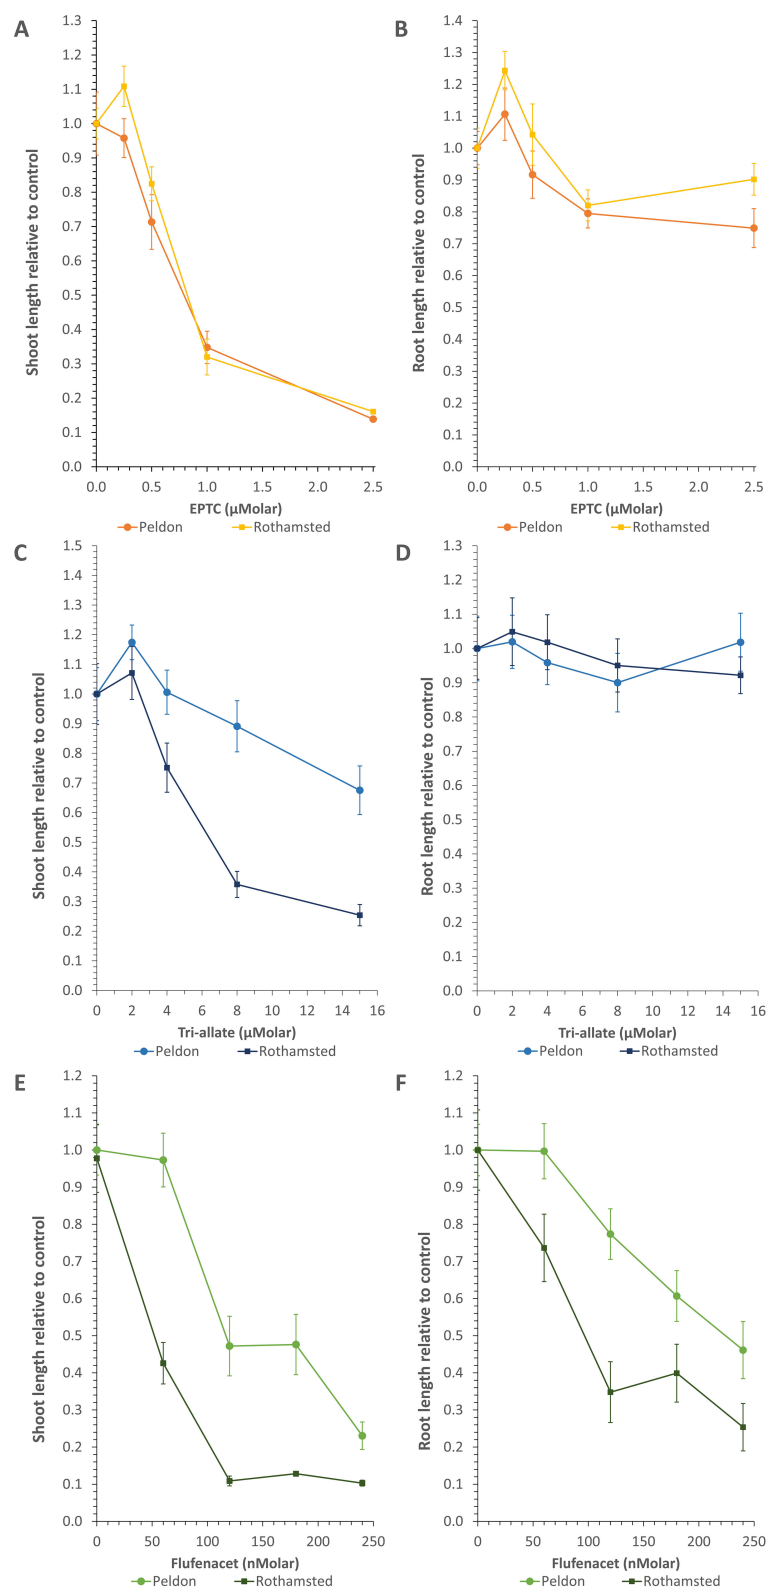 A
Shoot length relative to control
1.3
1.2
1.1
1.0
0.9
0.8
0.7
0.6
0.5
0.4
0.3
0.2
0.1
0.0
0.0 0.5 1.0 1.5 2.0 2.5
EPTC (µMolar)
Peldon Rothamsted
B
Root length relative to control
1.4
1.3
1.2
1.1
1.0
0.9
0.8
0.7
0.6
0.5
0.4
0.3
0.2
0.1
0.0
0.0 0.5 1.0 1.5 2.0 2.5
EPTC (µMolar)
Peldon Rothamsted
C
Shoot length relative to control
1.5
1.4
1.3
1.2
1.1
1.0
0.9
0.8
0.7
0.6
0.5
0.4
0.3
0.2
0.1
0.0
0 2 4 6 8 10 12 14 16
Tri-allate (µMolar)
Peldon Rothamsted
D
Root length relative to control
1.3
1.2
1.1
1.0
0.9
0.8
0.7
0.6
0.5
0.4
0.3
0.2
0.1
0.0
0 2 4 6 8 10 12 14 16
Tri-allate (µMolar)
Peldon Rothamsted
E
Shoot length relative to control
1.2
1.1
1.0
0.9
0.8
0.7
0.6
0.5
0.4
0.3
0.2
0.1
0.0
0 50 100 150 200 250
Flufenacet (nMolar)
Peldon Rothamsted
F
Root length relative to control
1.2
1.1
1.0
0.9
0.8
0.7
0.6
0.5
0.4
0.3
0.2
0.1
0.0
0 50 100 150 200 250
Flufenacet (nMolar)
Peldon Rothamsted